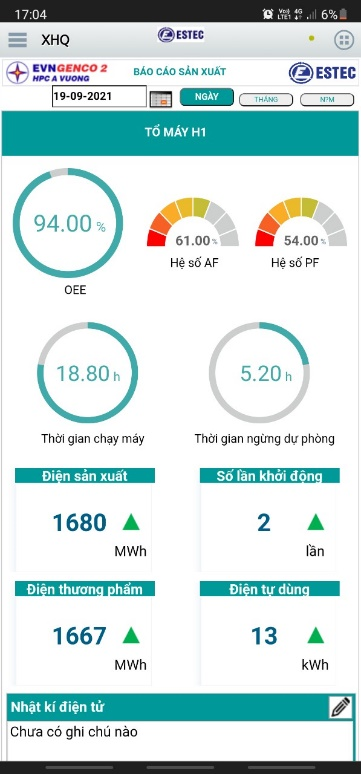 17:04
Vo)) 4G
LTE1
6%
XHQ
ESTEC
EVNGENCO 2
HPC A VUONG
BÁO CÁO SẢN XUẤT
ESTEC
19-09-2021
NGÀY
THÁNG
N?M
TỔ MÁY H1
94.00 %
61.00 %
54.00 %
OEE
Hệ số AF
Hệ số PF
18.80 h
5.20 h
Thời gian chạy máy
Thời gian ngừng dự phòng
Điện sản xuất
Số lần khởi động
1680
2
MWh
lần
Điện thương phẩm
Điện tự dùng
1667
13
MWh
kWh
Nhật kí điện tử
Chưa có ghi chú nào